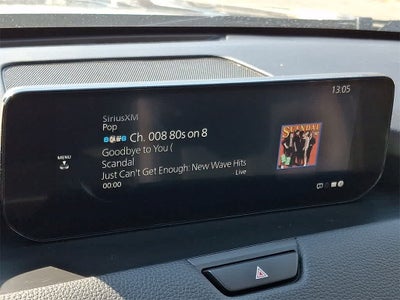 13:05
SiriusXM
Pop
Ch. 008 80s on 8
Goodbye to You (
Scandal
Just Can't Get Enough: New Wave Hits
00:00
Live
MENU
SCANDAL